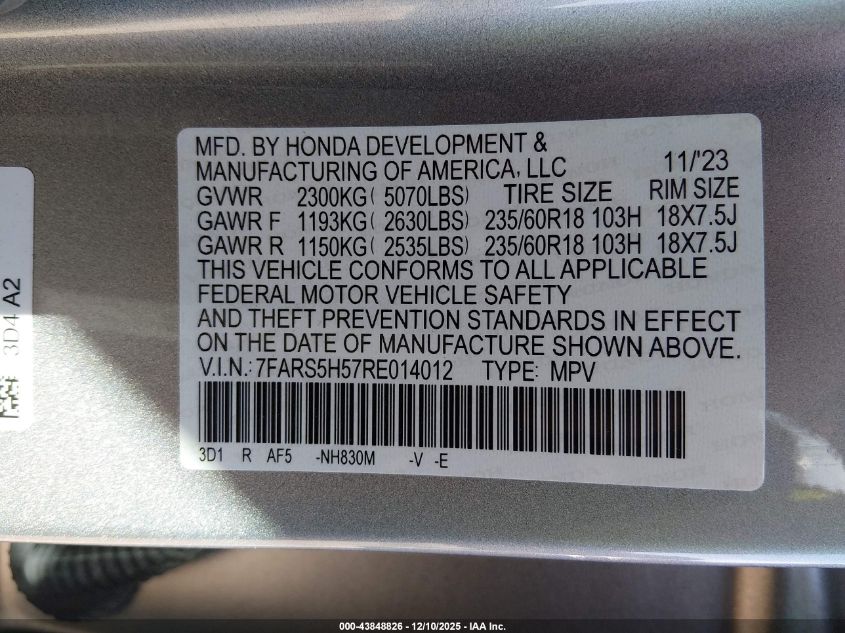 MFD. BY HONDA DEVELOPMENT &
MANUFACTURING OF AMERICA, LLC 11/'23
GVWR 2300KG( 5070LBS) TIRE SIZE RIM SIZE
GAWR F 1193KG( 2630LBS) 235/60R18 103H 18X7.5J
GAWR R 1150KG( 2535LBS) 235/60R18 103H 18X7.5J
THIS VEHICLE CONFORMS TO ALL APPLICABLE
FEDERAL MOTOR VEHICLE SAFETY
AND THEFT PREVENTION STANDARDS IN EFFECT
ON THE DATE OF MANUFACTURE SHOWN ABOVE.
V.I.N.: 7FARS5H57RE014012 TYPE: MPV
3D1 R AF5 -NH830M -V -E
3D4 A2
000-43848826 - 12/10/2025 - IAA Inc.